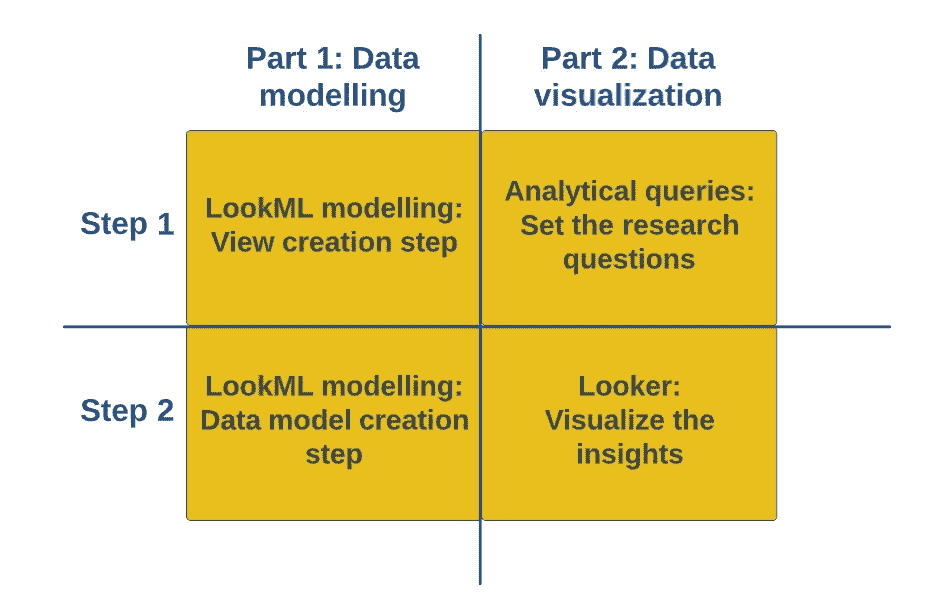 Part 1: Data
modelling
Part 2: Data
visualization
Step 1
LookML modelling:
View creation step
Analytical queries:
Set the research
questions
Step 2
LookML modelling:
Data model creation
step
Looker:
Visualize the
insights